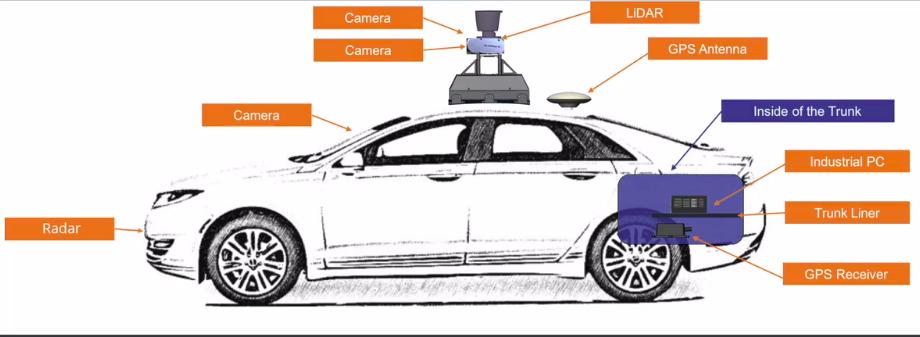 Camera
LiDAR
Camera
GPS Antenna
Camera
Inside of the Trunk
Industrial PC
Trunk Liner
Radar
GPS Receiver